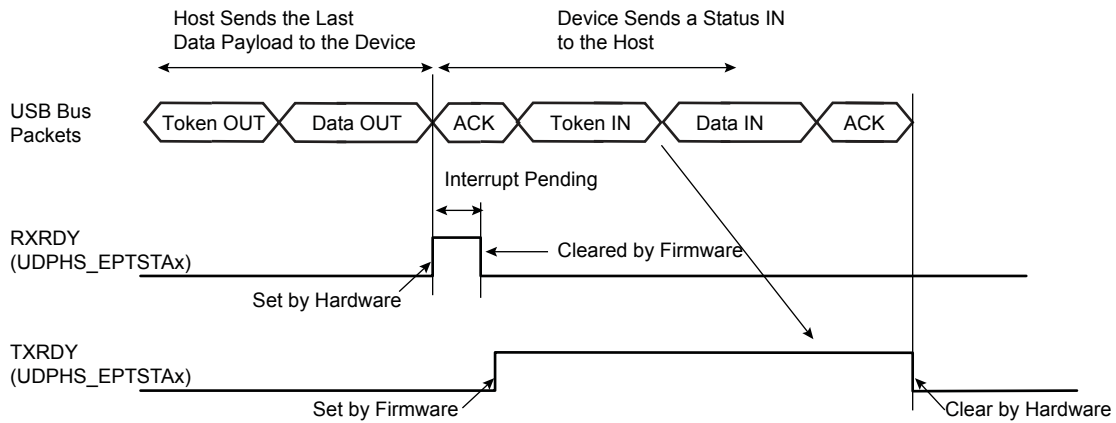 Host Sends the Last
Data Payload to the Device
Device Sends a Status IN
to the Host
USB Bus
Packets
Token OUT
Data OUT
ACK
Token IN
Data IN
ACK
Interrupt Pending
RXRDY
(UDPHS_EPTSTAx)
Cleared by Firmware
Set by Hardware
TXRDY
(UDPHS_EPTSTAx)
Set by Firmware
Clear by Hardware